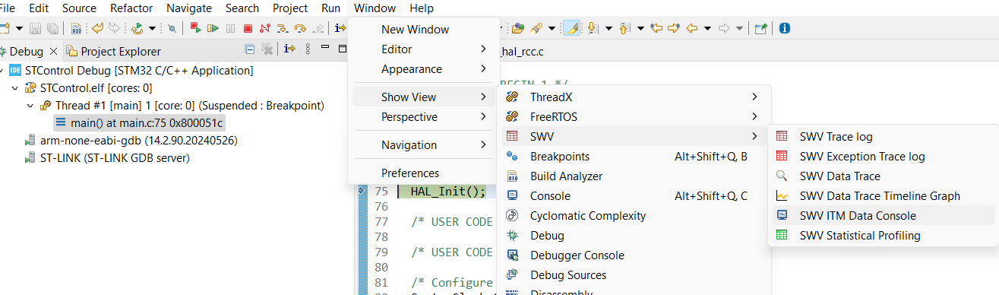 File Edit Source Refactor Navigate Search Project Run Window Help
Debug Project Explorer
IDE STControl Debug [STM32 C/C++ Application]
STControl.elf [cores: 0]
Thread #1 [main] 1 [core: 0] (Suspended : Breakpoint)
main() at main.c:75 0x800051c
arm-none-eabi-gdb (14.2.90.20240526)
ST-LINK (ST-LINK GDB server)
New Window
Editor
Appearance
Show View
Perspective
Navigation
Preferences
_hal_rcc.c
BEGIN 1 */
ThreadX
FreeRTOS
SWV
Breakpoints Alt+Shift+Q, B
Build Analyzer
Console Alt+Shift+Q, C
Cyclomatic Complexity
Debug
Debugger Console
Debug Sources
Disassembly
SWV Trace log
SWV Exception Trace log
SWV Data Trace
SWV Data Trace Timeline Graph
SWV ITM Data Console
SWV Statistical Profiling
75 HAL_Init();
76
77 /* USER CODE
78
79 /* USER CODE
80
81 /* Configure